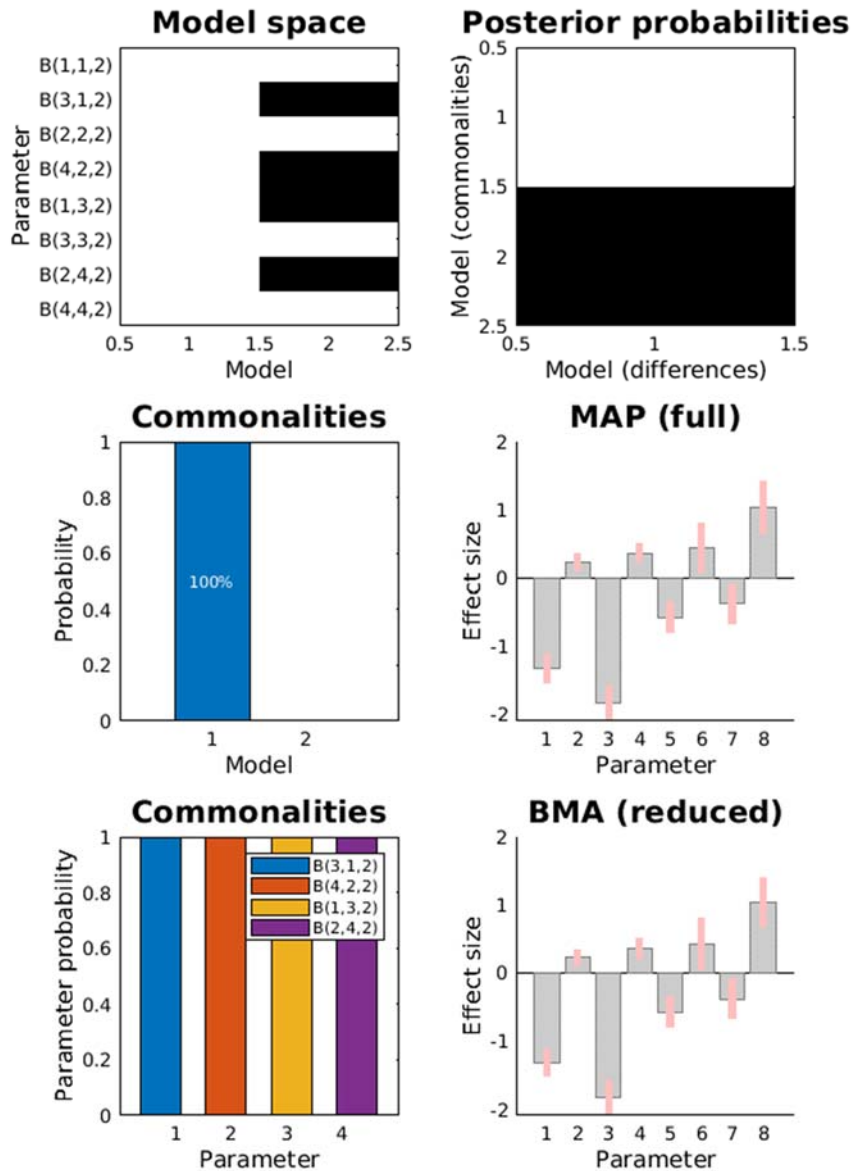 Model space
Parameter
B(1,1,2)
B(3,1,2)
B(2,2,2)
B(4,2,2)
B(1,3,2)
B(3,3,2)
B(2,4,2)
B(4,4,2)
0.5 1 1.5 2 2.5
Model
Posterior probabilities
Model (commonalities)
0.5
1
1.5
2
2.5
0.5 1 1.5
Model (differences)
Commonalities
Probability
1
0.8
0.6
0.4
0.2
0
100%
1 2
Model
MAP (full)
Effect size
2
1
0
-1
-2
1 2 3 4 5 6 7 8
Parameter
Commonalities
Parameter probability
1
0.8
0.6
0.4
0.2
0
B(3,1,2)
B(4,2,2)
B(1,3,2)
B(2,4,2)
1 2 3 4
Parameter
BMA (reduced)
Effect size
2
1
0
-1
-2
1 2 3 4 5 6 7 8
Parameter